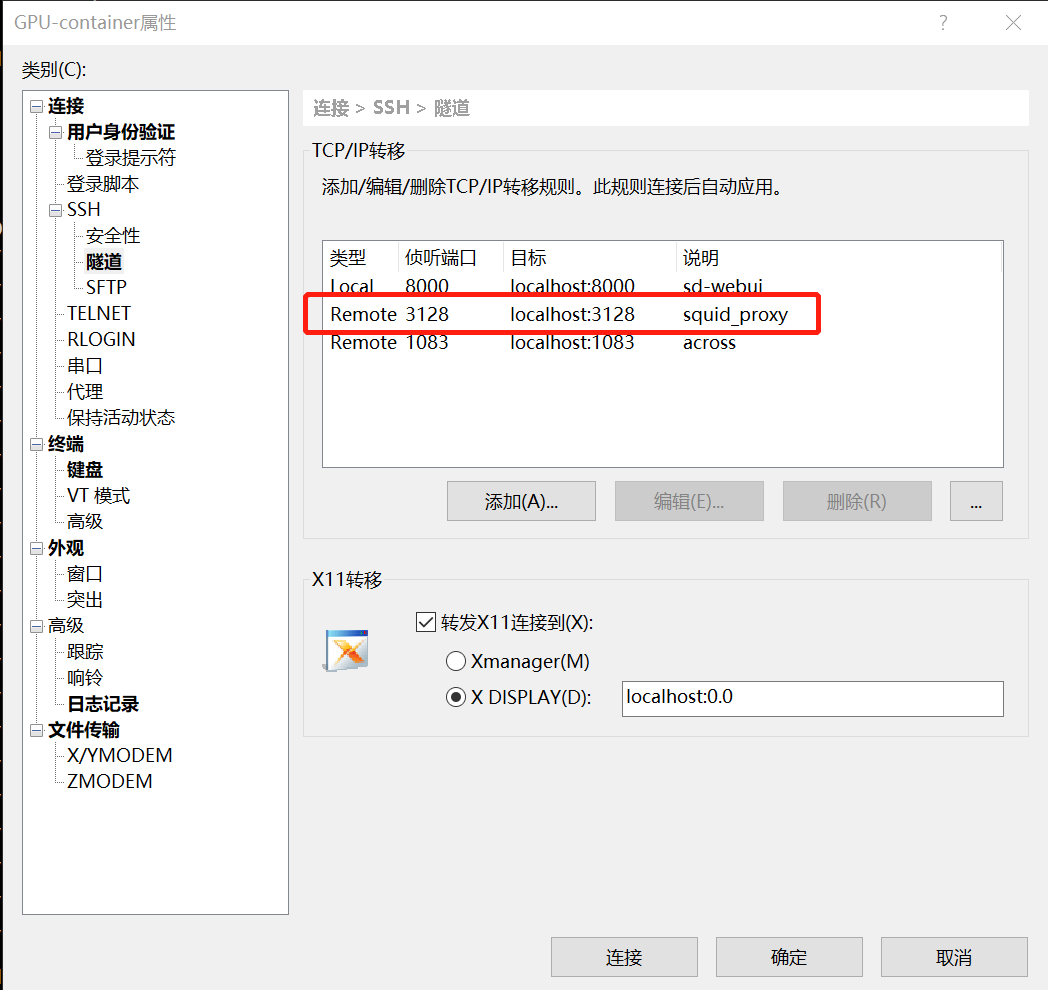 GPU-container属性
类别(C):
连接
用户身份验证
登录提示符
登录脚本
SSH
安全性
隧道
SFTP
TELNET
RLOGIN
串口
代理
保持活动状态
终端
键盘
VT 模式
高级
外观
窗口
突出
高级
跟踪
响铃
日志记录
文件传输
X/YMODEM
ZMODEM
连接 > SSH > 隧道
TCP/IP转移
添加/编辑/删除TCP/IP转移规则。此规则连接后自动应用。
类型 侦听端口 目标 说明
Local 8000 localhost:8000 sd-webui
Remote 3128 localhost:3128 squid_proxy
Remote 1083 localhost:1083 across
添加(A)... 编辑(E)... 删除(R) ...
X11转移
转发X11连接到(X):
Xmanager(M)
X DISPLAY(D): localhost:0.0
连接 确定 取消